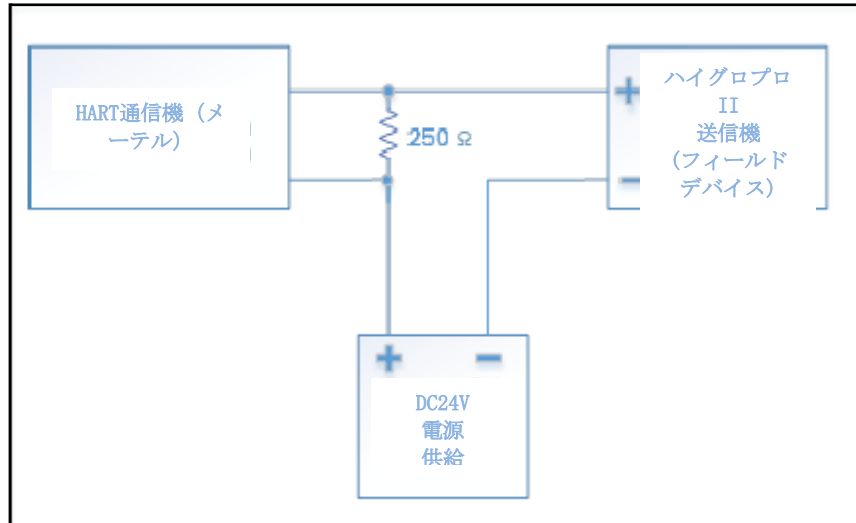 HART通信機（メ
ーテル）
250 Ω
+
ハイグロプロ
II
送信機
（フィールド
デバイス）
−
+ −
DC24V
電源
供給